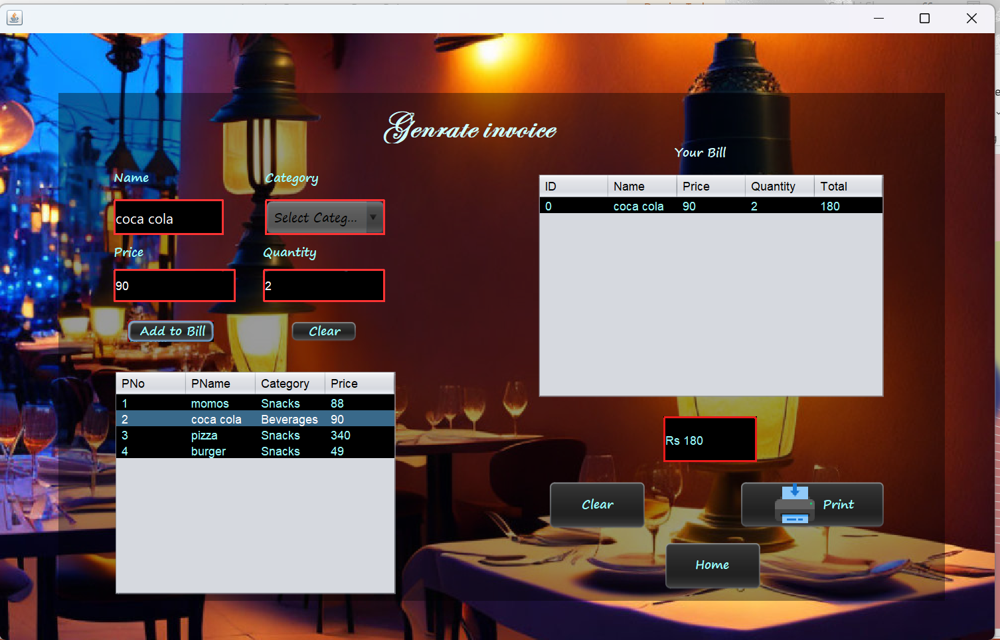 Genrate invoice
Your Bill
Name Category
coca cola Select Categ...
Price Quantity
90 2
Add to Bill Clear
ID Name Price Quantity Total
0 coca cola 90 2 180
PNo PName Category Price
1 momos Snacks 88
2 coca cola Beverages 90
3 pizza Snacks 340
4 burger Snacks 49
Rs 180
Clear Print
Home